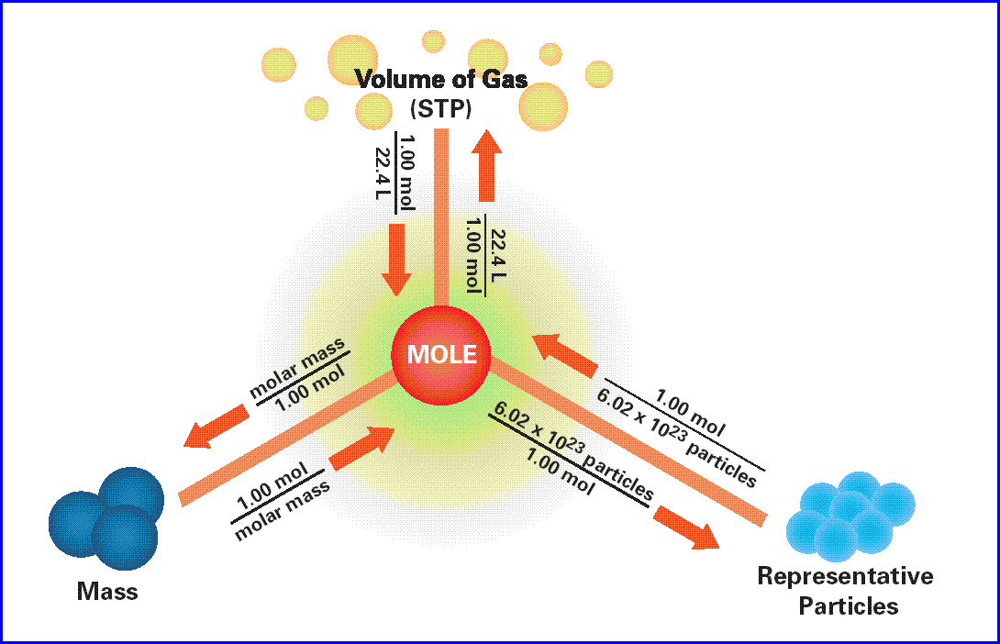 Volume of Gas
(STP)
1.00 mol
22.4 L
22.4 L
1.00 mol
MOLE
molar mass
1.00 mol
1.00 mol
molar mass
1.00 mol
6.02 x 10²³ particles
6.02 x 10²³ particles
1.00 mol
Mass
Representative
Particles